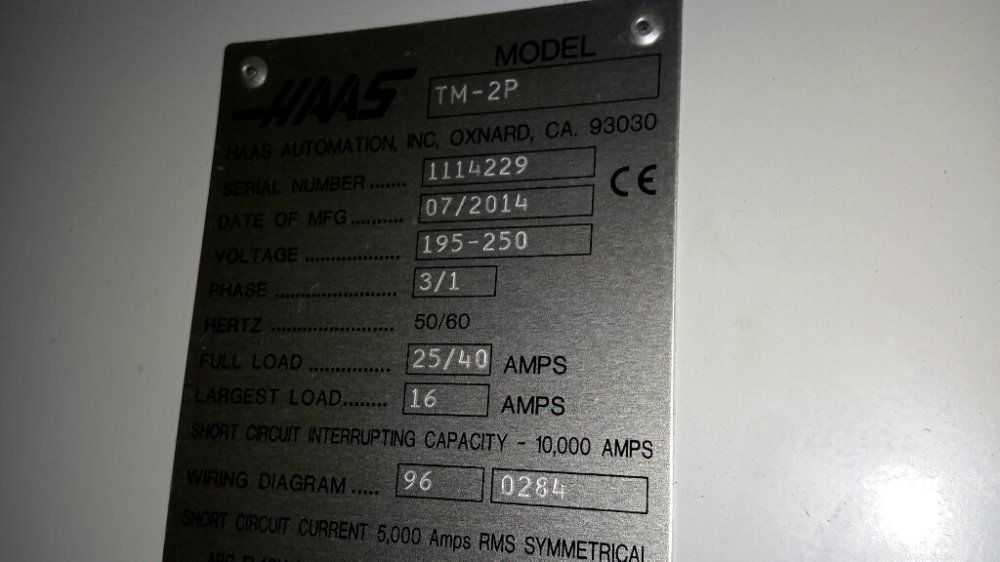 MODEL
HAAS TM-2P
HAAS AUTOMATION, INC, OXNARD, CA. 93030
SERIAL NUMBER ....... 1114229 CE
DATE OF MFG .......... 07/2014
VOLTAGE .................. 195-250
PHASE ....................... 3/1
HERTZ ....................... 50/60
FULL LOAD ................ 25/40 AMPS
LARGEST LOAD........ 16 AMPS
SHORT CIRCUIT INTERRUPTING CAPACITY - 10,000 AMPS
WIRING DIAGRAM ..... 96 0284
SHORT CIRCUIT CURRENT 5,000 Amps RMS SYMMETRICAL